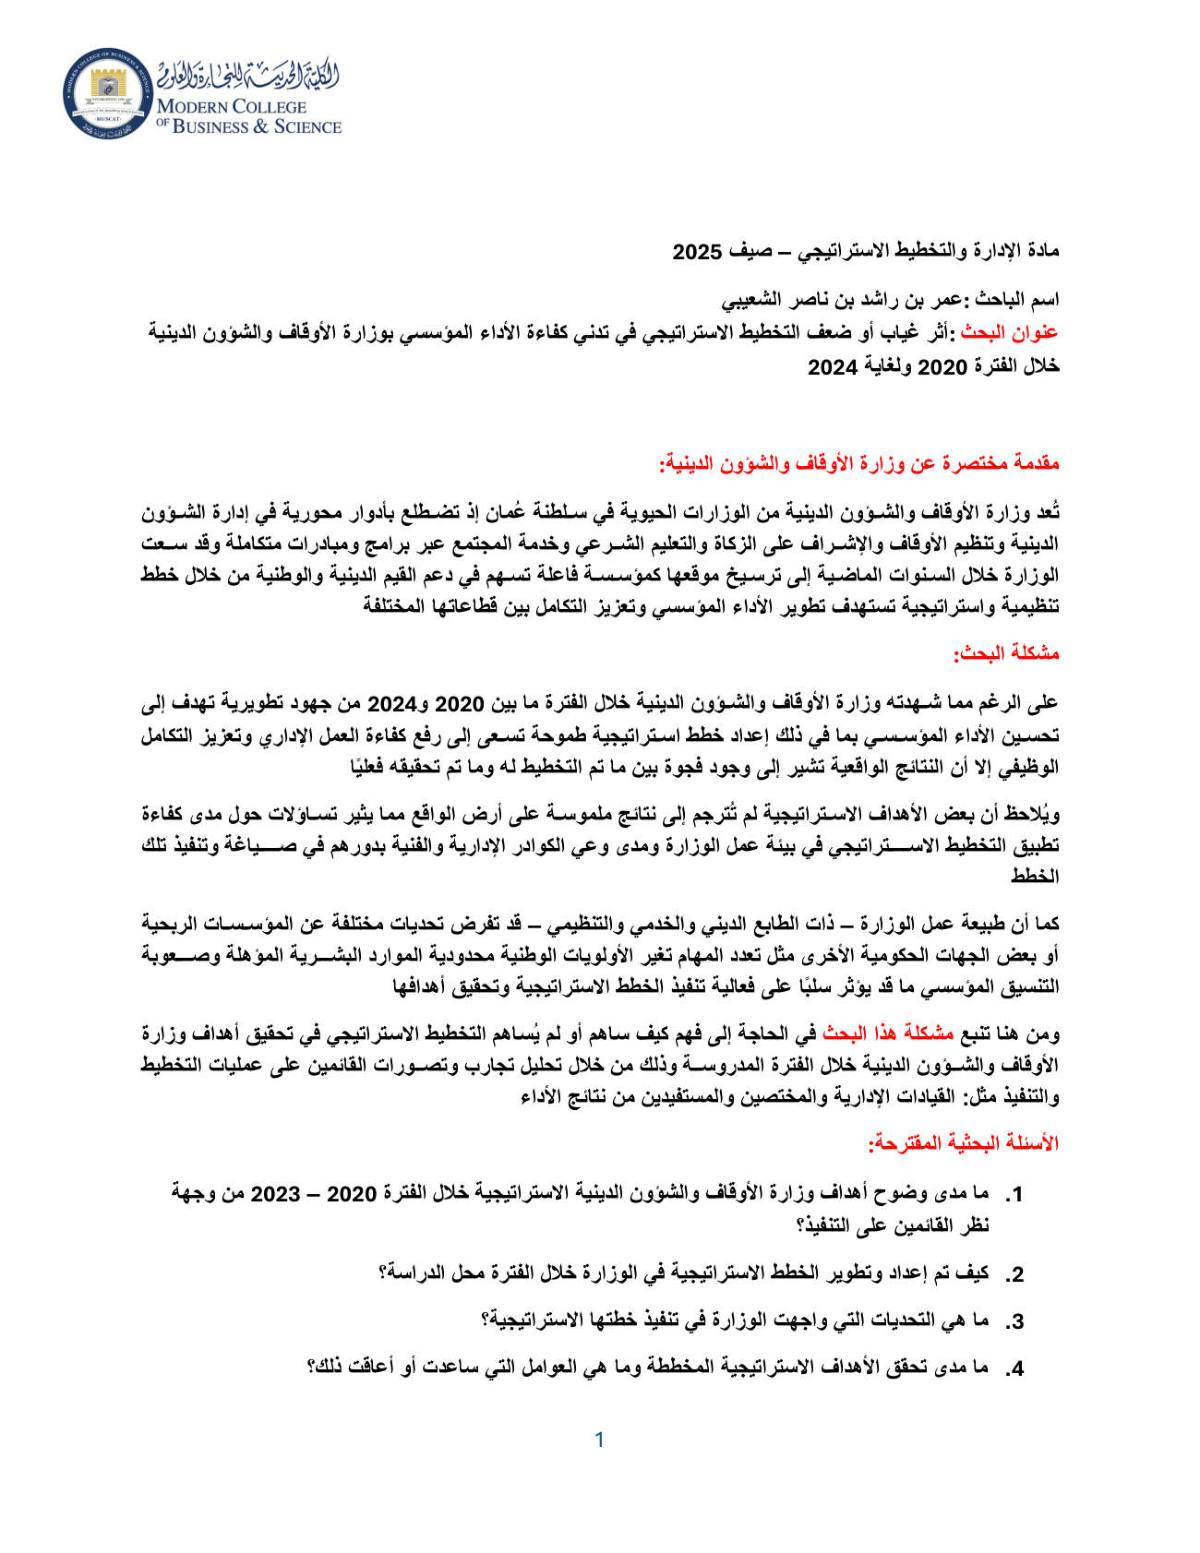 الكلية الحديثة للتجارة والعلوم
MODERN COLLEGE
OF BUSINESS & SCIENCE
MODERN COLLEGE OF BUSINESS & SCIENCE
MUSCAT
مادة الإدارة والتخطيط الاستراتيجي – صيف 2025
اسم الباحث :عمر بن راشد بن ناصر الشعيبي
عنوان البحث :أثر غياب أو ضعف التخطيط الاستراتيجي في تدني كفاءة الأداء المؤسسي بوزارة الأوقاف والشؤون الدينية
خلال الفترة 2020 ولغاية 2024
مقدمة مختصرة عن وزارة الأوقاف والشؤون الدينية:
تُعد وزارة الأوقاف والشؤون الدينية من الوزارات الحيوية في سلطنة عُمان إذ تضطلع بأدوار محورية في إدارة الشؤون
الدينية وتنظيم الأوقاف والإشراف على الزكاة والتعليم الشرعي وخدمة المجتمع عبر برامج ومبادرات متكاملة وقد سعت
الوزارة خلال السنوات الماضية إلى ترسيخ موقعها كمؤسسة فاعلة تسهم في دعم القيم الدينية والوطنية من خلال خطط
تنظيمية واستراتيجية تستهدف تطوير الأداء المؤسسي وتعزيز التكامل بين قطاعاتها المختلفة
مشكلة البحث:
على الرغم مما شهدته وزارة الأوقاف والشؤون الدينية خلال الفترة ما بين 2020 و2024 من جهود تطويرية تهدف إلى
تحسين الأداء المؤسسي بما في ذلك إعداد خطط استراتيجية طموحة تسعى إلى رفع كفاءة العمل الإداري وتعزيز التكامل
الوظيفي إلا أن النتائج الواقعية تشير إلى وجود فجوة بين ما تم التخطيط له وما تم تحقيقه فعليًا
ويُلاحظ أن بعض الأهداف الاستراتيجية لم تُترجم إلى نتائج ملموسة على أرض الواقع مما يثير تساؤلات حول مدى كفاءة
تطبيق التخطيط الاستراتيجي في بيئة عمل الوزارة ومدى وعي الكوادر الإدارية والفنية بدورهم في صياغة وتنفيذ تلك
الخطط
كما أن طبيعة عمل الوزارة – ذات الطابع الديني والخدمي والتنظيمي – قد تفرض تحديات مختلفة عن المؤسسات الربحية
أو بعض الجهات الحكومية الأخرى مثل تعدد المهام تغير الأولويات الوطنية محدودية الموارد البشرية المؤهلة وصعوبة
التنسيق المؤسسي ما قد يؤثر سلبًا على فعالية تنفيذ الخطط الاستراتيجية وتحقيق أهدافها
ومن هنا تنبع مشكلة هذا البحث في الحاجة إلى فهم كيف ساهم أو لم يُساهم التخطيط الاستراتيجي في تحقيق أهداف وزارة
الأوقاف والشؤون الدينية خلال الفترة المدروسة وذلك من خلال تحليل تجارب وتصورات القائمين على عمليات التخطيط
والتنفيذ مثل: القيادات الإدارية والمختصين والمستفيدين من نتائج الأداء
الأسئلة البحثية المقترحة:
1. ما مدى وضوح أهداف وزارة الأوقاف والشؤون الدينية الاستراتيجية خلال الفترة 2020 – 2023 من وجهة
نظر القائمين على التنفيذ؟
2. كيف تم إعداد وتطوير الخطط الاستراتيجية في الوزارة خلال الفترة محل الدراسة؟
3. ما هي التحديات التي واجهت الوزارة في تنفيذ خطتها الاستراتيجية؟
4. ما مدى تحقق الأهداف الاستراتيجية المخططة وما هي العوامل التي ساعدت أو أعاقت ذلك؟
1